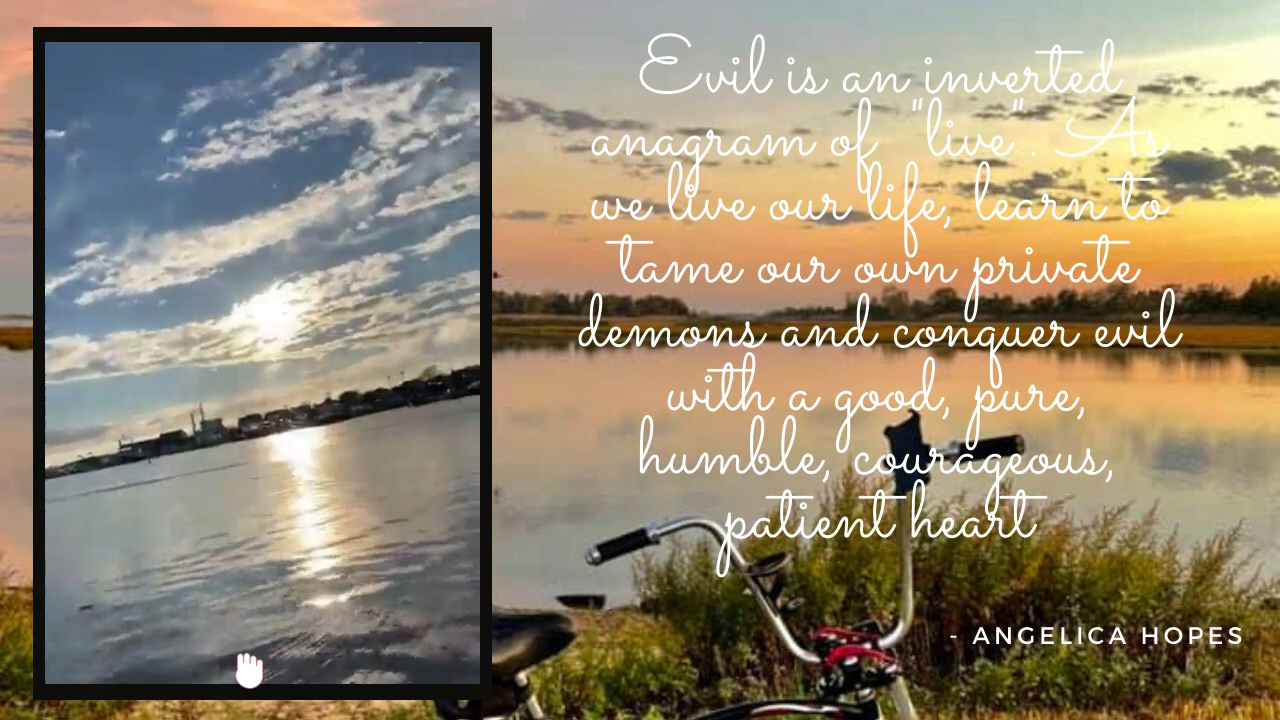 Evil is an inverted
anagram of "live". As
we live our life, learn to
tame our own private
demons and conquer evil
with a good, pure,
humble, courageous,
patient heart
- ANGELICA HOPES